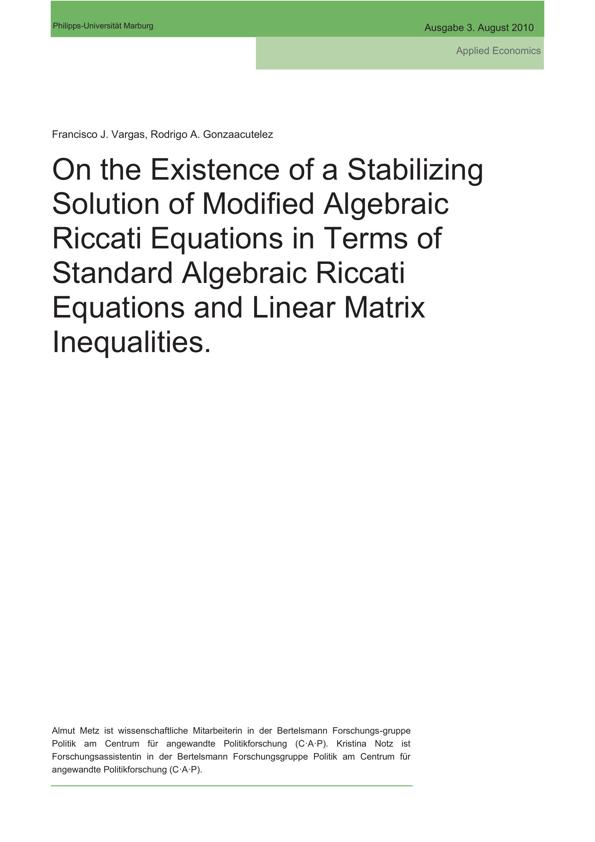 Philipps-Universität Marburg
Ausgabe 3. August 2010
Applied Economics
Francisco J. Vargas, Rodrigo A. Gonzaacutelez
On the Existence of a Stabilizing
Solution of Modified Algebraic
Riccati Equations in Terms of
Standard Algebraic Riccati
Equations and Linear Matrix
Inequalities.
Almut Metz ist wissenschaftliche Mitarbeiterin in der Bertelsmann Forschungs-gruppe
Politik am Centrum für angewandte Politikforschung (C·A·P). Kristina Notz ist
Forschungsassistentin in der Bertelsmann Forschungsgruppe Politik am Centrum für
angewandte Politikforschung (C·A·P).